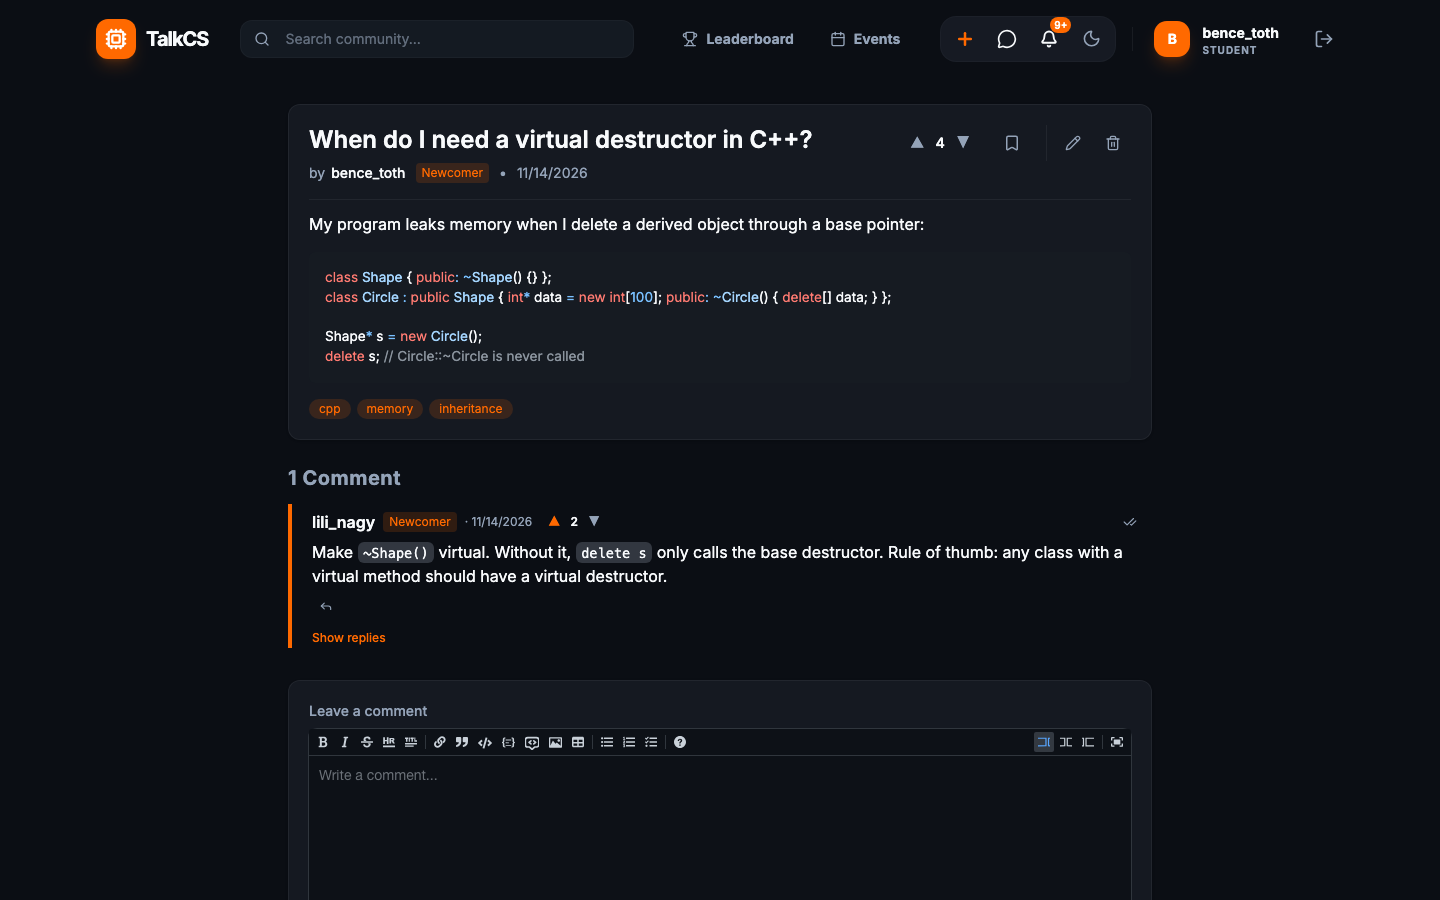 TalkCS
Search community...
Leaderboard
Events
9+
B
bence_toth
STUDENT
When do I need a virtual destructor in C++?
4
by bence_toth Newcomer • 11/14/2026
My program leaks memory when I delete a derived object through a base pointer:
class Shape { public: ~Shape() {} };
class Circle : public Shape { int* data = new int[100]; public: ~Circle() { delete[] data; } };
Shape* s = new Circle();
delete s; // Circle::~Circle is never called
cpp memory inheritance
1 Comment
lili_nagy Newcomer · 11/14/2026 2
Make ~Shape() virtual. Without it, delete s only calls the base destructor. Rule of thumb: any class with a
virtual method should have a virtual destructor.
Show replies
Leave a comment
Write a comment...